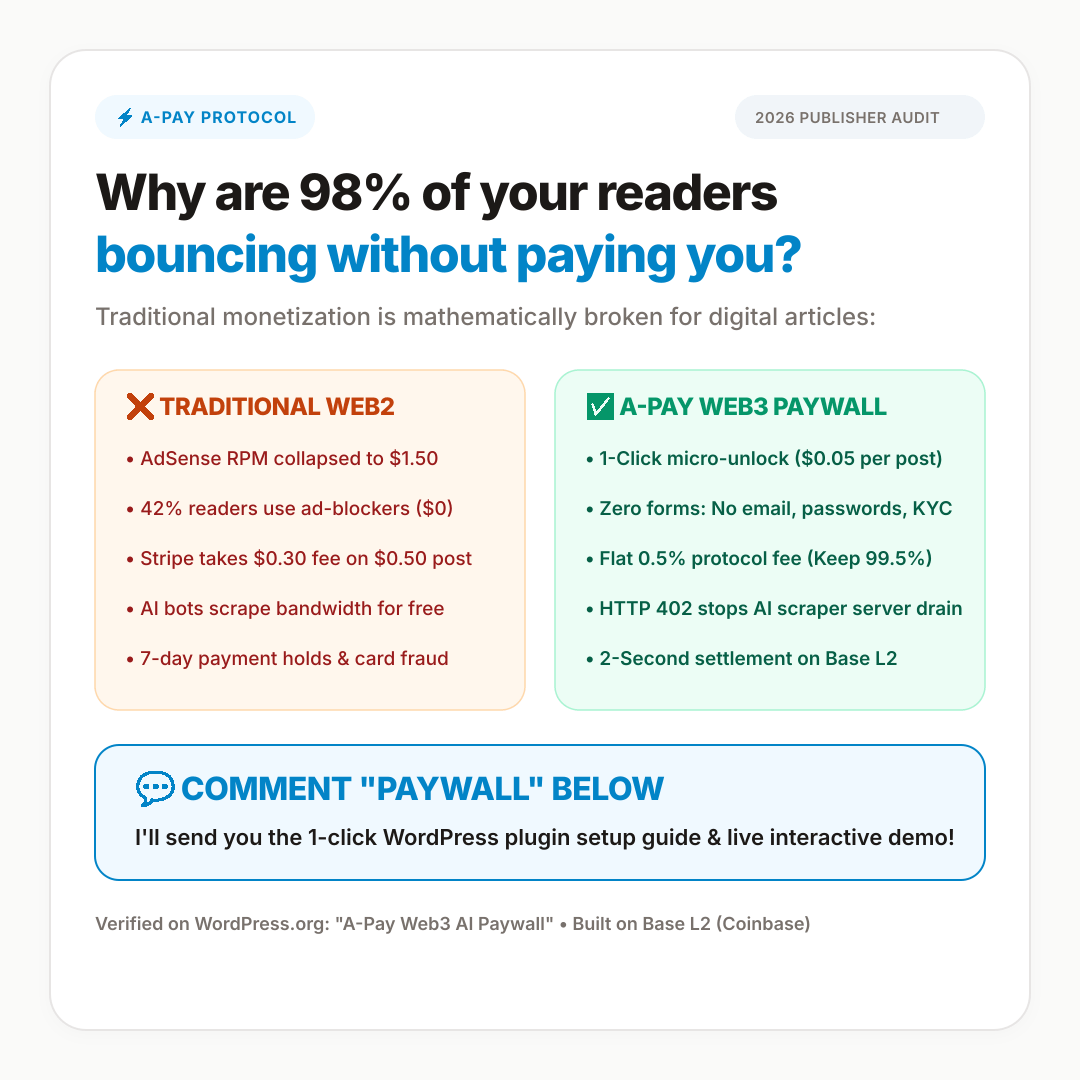 ⚡ A-PAY PROTOCOL
2026 PUBLISHER AUDIT
Why are 98% of your readers
bouncing without paying you?
Traditional monetization is mathematically broken for digital articles:
❌ TRADITIONAL WEB2
• AdSense RPM collapsed to $1.50
• 42% readers use ad-blockers ($0)
• Stripe takes $0.30 fee on $0.50 post
• AI bots scrape bandwidth for free
• 7-day payment holds & card fraud
✅ A-PAY WEB3 PAYWALL
• 1-Click micro-unlock ($0.05 per post)
• Zero forms: No email, passwords, KYC
• Flat 0.5% protocol fee (Keep 99.5%)
• HTTP 402 stops AI scraper server drain
• 2-Second settlement on Base L2
💬 COMMENT "PAYWALL" BELOW
I'll send you the 1-click WordPress plugin setup guide & live interactive demo!
Verified on WordPress.org: "A-Pay Web3 AI Paywall" • Built on Base L2 (Coinbase)